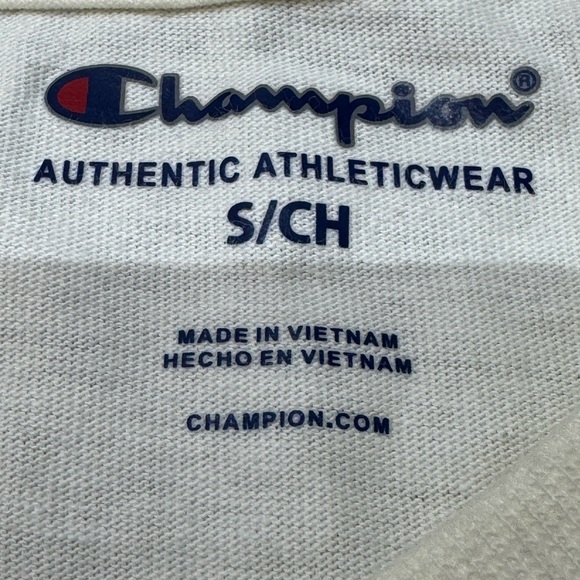 Champion®
AUTHENTIC ATHLETICWEAR
S/CH
MADE IN VIETNAM
HECHO EN VIETNAM
CHAMPION.COM